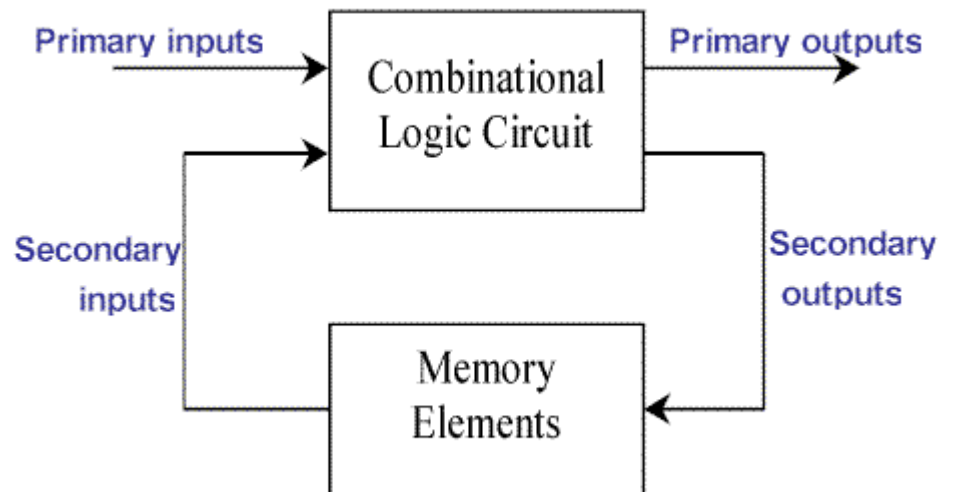 Primary inputs
Primary outputs
Combinational
Logic Circuit
Secondary
inputs
Secondary
outputs
Memory
Elements